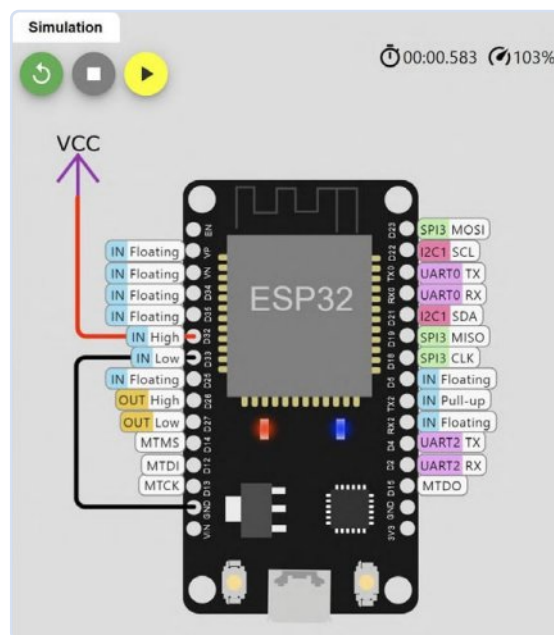 Simulation
00:00.583 103%
VCC
EN D23 SPI3 MOSI
IN Floating VP D22 I2C1 SCL
IN Floating VN TX0 UART0 TX
IN Floating D34 RX0 UART0 RX
IN Floating D35 D21 I2C1 SDA
ESP32
IN High D32 D19 SPI3 MISO
IN Low D33 D18 SPI3 CLK
IN Floating D25 D5 IN Floating
OUT High D26 TX2 IN Pull-up
OUT Low D27 RX2 IN Floating
MTMS D14 D4 UART2 TX
MTDI D12 D2 UART2 RX
MTCK D13 D15 MTDO
GND GND
VIN 3V3